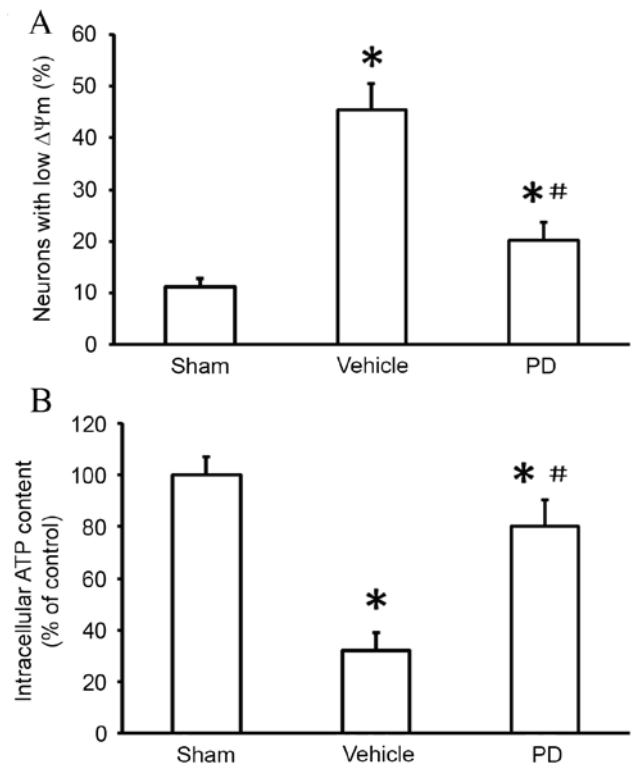 A
Neurons with low ΔΨm (%)
60
50
40
30
20
10
0
*
* #
Sham Vehicle PD
B
Intracellular ATP content
(% of control)
120
100
80
60
40
20
0
*
* #
Sham Vehicle PD